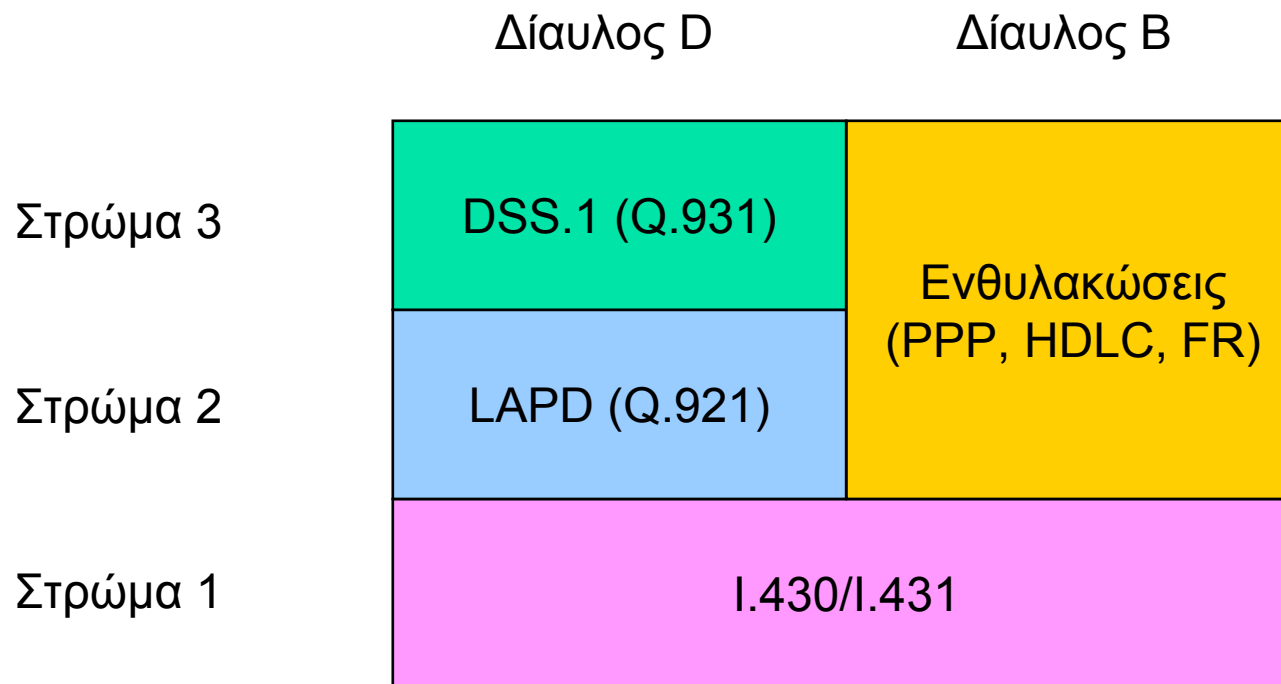 Δίαυλος D Δίαυλος Β
Στρώμα 3
DSS.1 (Q.931)
Ενθυλακώσεις
(PPP, HDLC, FR)
Στρώμα 2
LAPD (Q.921)
Στρώμα 1
I.430/I.431